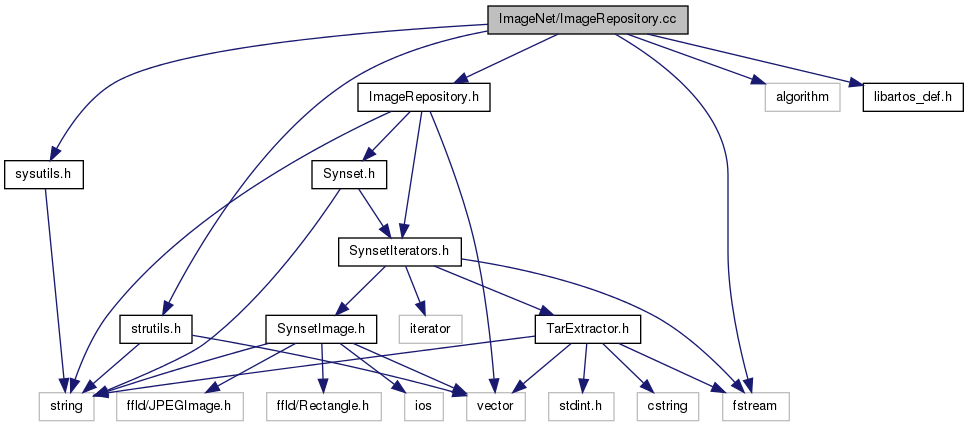 ImageNet/ImageRepository.cc
ImageRepository.h
algorithm
libartos_def.h
sysutils.h
Synset.h
SynsetIterators.h
strutils.h
SynsetImage.h
iterator
TarExtractor.h
string
ffld/JPEGImage.h
ffld/Rectangle.h
ios
vector
stdint.h
cstring
fstream